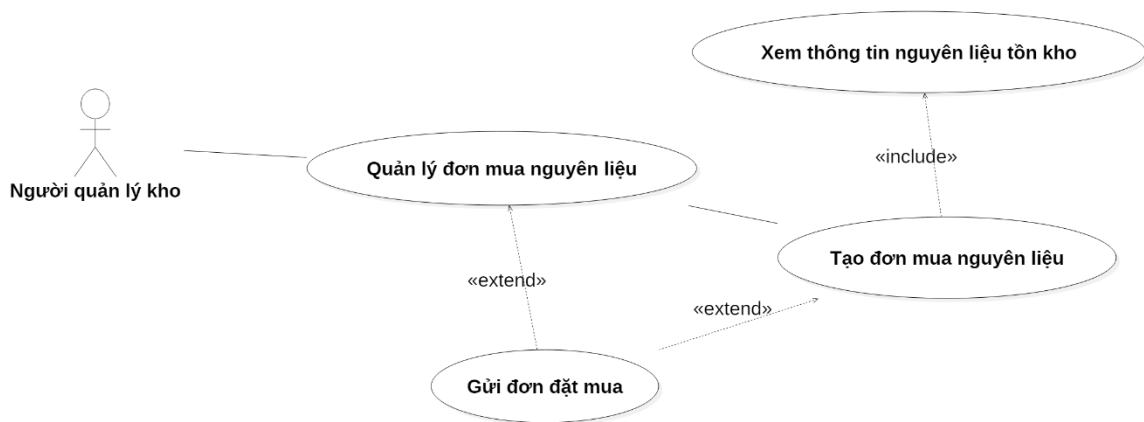 Xem thông tin nguyên liệu tồn kho
«include»
Người quản lý kho
Quản lý đơn mua nguyên liệu
Tạo đơn mua nguyên liệu
«extend»
«extend»
Gửi đơn đặt mua